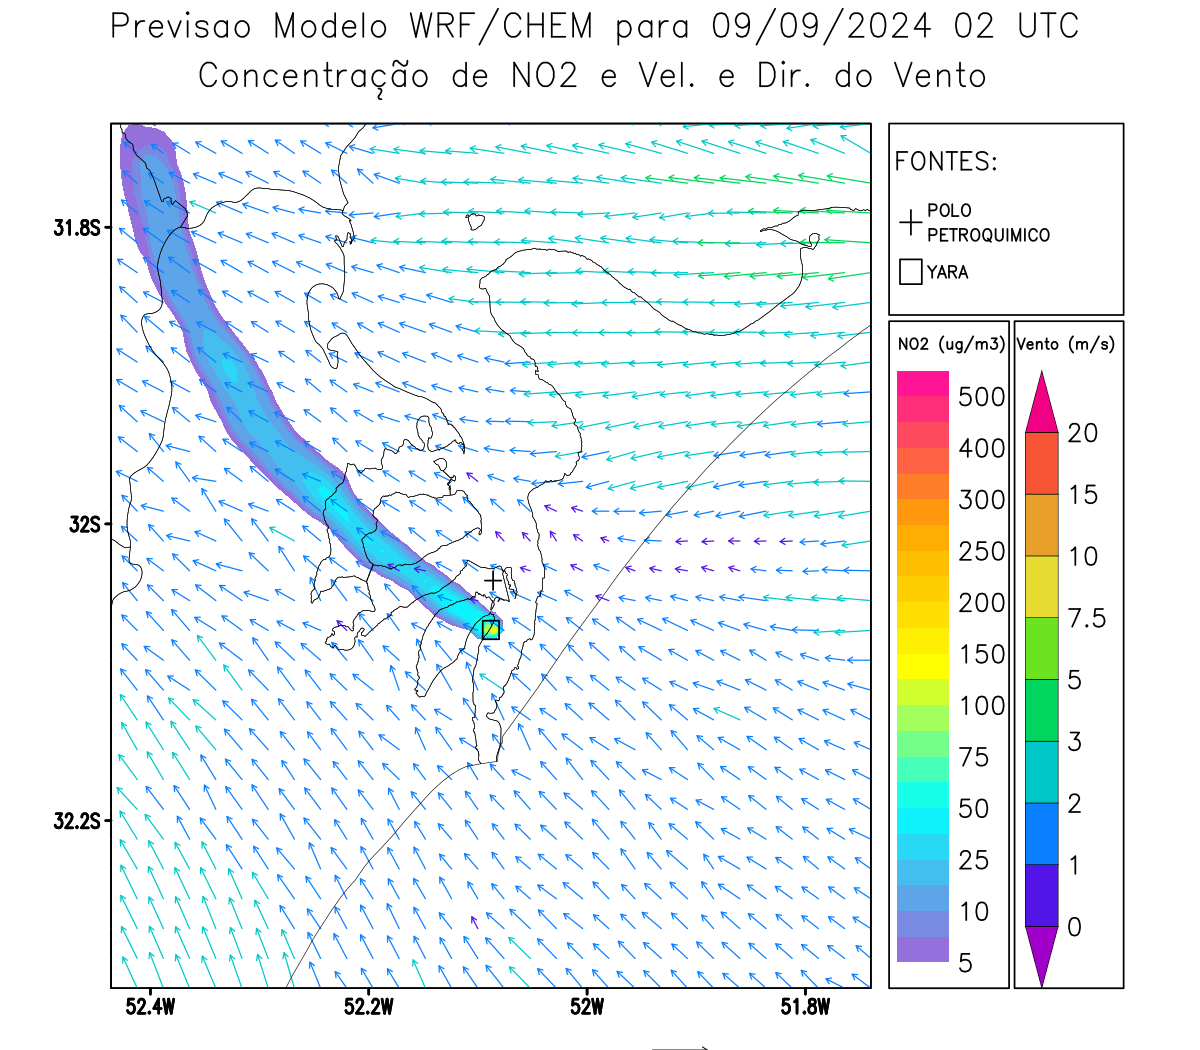 Previsao Modelo WRF/CHEM para 09/09/2024 02 UTC
Concentração de NO2 e Vel. e Dir. do Vento
FONTES:
POLO
PETROQUIMICO
YARA
31.8S
32S
32.2S
52.4W
52.2W
52W
51.8W
NO2 (ug/m3)
500
400
300
250
200
150
100
75
50
25
10
5
Vento (m/s)
20
15
10
7.5
5
3
2
1
0